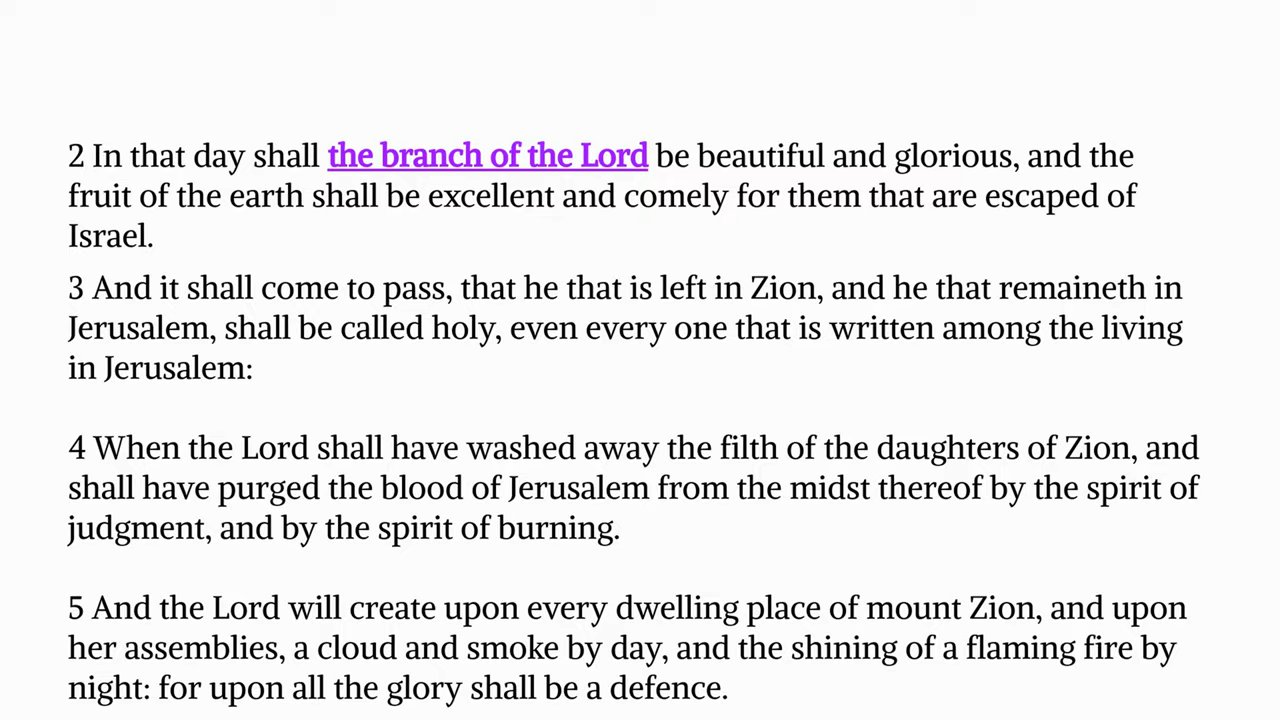 2 In that day shall the branch of the Lord be beautiful and glorious, and the
fruit of the earth shall be excellent and comely for them that are escaped of
Israel.
3 And it shall come to pass, that he that is left in Zion, and he that remaineth in
Jerusalem, shall be called holy, even every one that is written among the living
in Jerusalem:
4 When the Lord shall have washed away the filth of the daughters of Zion, and
shall have purged the blood of Jerusalem from the midst thereof by the spirit of
judgment, and by the spirit of burning.
5 And the Lord will create upon every dwelling place of mount Zion, and upon
her assemblies, a cloud and smoke by day, and the shining of a flaming fire by
night: for upon all the glory shall be a defence.